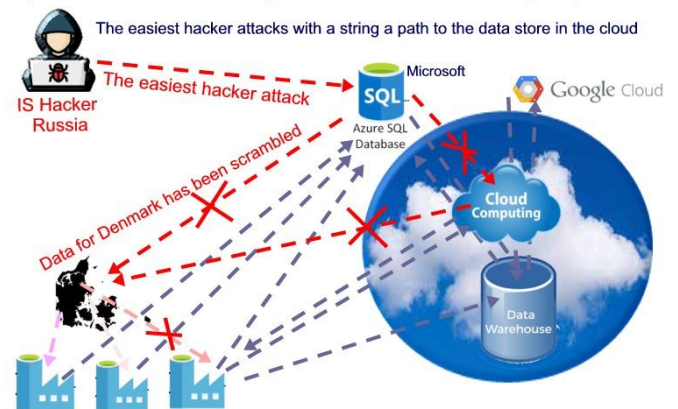 The easiest hacker attacks with a string a path to the data store in the cloud
The easiest hacker attack
IS Hacker
Russia
Microsoft
SQL
Azure SQL
Database
Google Cloud
Data for Denmark has been scrambled
Cloud
Computing
Data
Warehouse